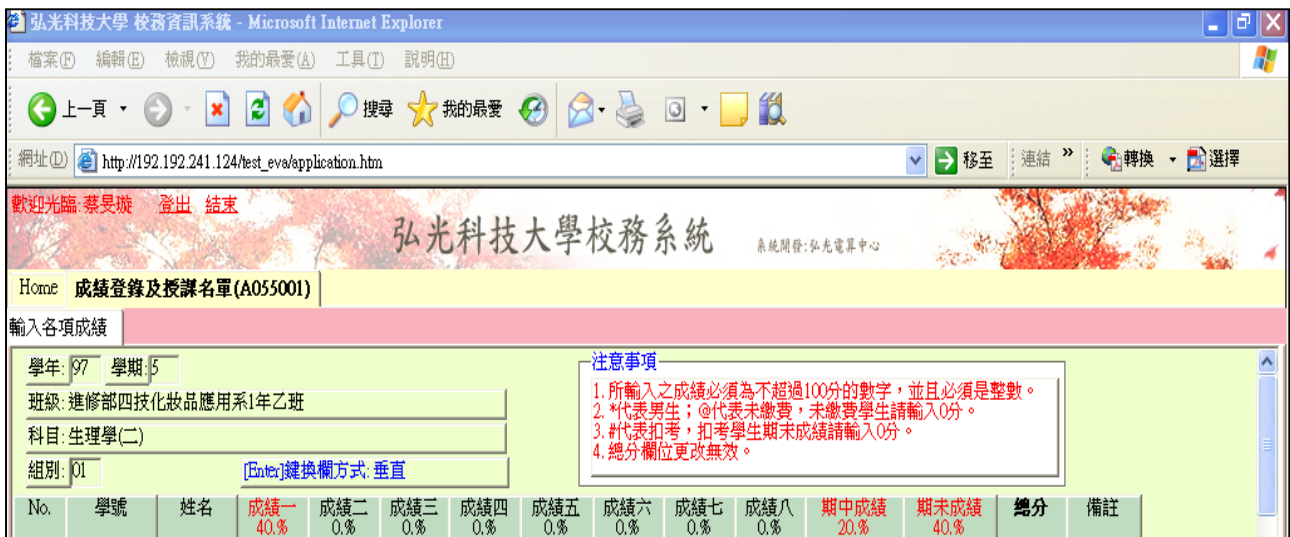 弘光科技大學 校務資訊系統 - Microsoft Internet Explorer
檔案(F) 編輯(E) 檢視(V) 我的最愛(A) 工具(T) 說明(H)
上一頁 搜尋 我的最愛
網址(D) http://192.192.241.124/test_eva/application.htm 移至 連結 » 轉換 選擇
歡迎光臨:蔡旻璇 登出 結束
弘光科技大學校務系統 系統開發:弘光電算中心
Home 成績登錄及授課名單(A055001)
輸入各項成績
學年: 97 學期: 5
班級: 進修部四技化妝品應用系1年乙班
科目: 生理學(二)
組別: 01 [Enter]鍵換欄方式: 垂直
注意事項
1. 所輸入之成績必須為不超過100分的數字，並且必須是整數。
2. *代表男生；@代表未繳費，未繳費學生請輸入0分。
3. #代表扣考，扣考學生期末成績請輸入0分。
4. 總分欄位更改無效。
No. 學號 姓名 成績一 成績二 成績三 成績四 成績五 成績六 成績七 成績八 期中成績 期末成績 總分 備註
40.% 0.% 0.% 0.% 0.% 0.% 0.% 0.% 20.% 40.%